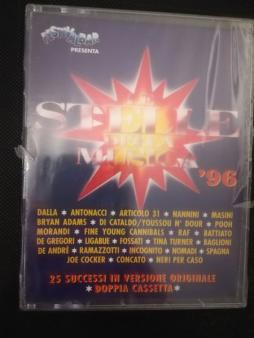 FESTIVALBAR
PRESENTA
LE
STELLE
DELLA
MUSICA
'96
DALLA * ANTONACCI * ARTICOLO 31 * NANNINI * MASINI
BRYAN ADAMS * DI CATALDO/YOUSSOU N' DOUR * POOH
MORANDI * FINE YOUNG CANNIBALS * RAF * BATTIATO
DE GREGORI * LIGABUE * FOSSATI * TINA TURNER * BAGLIONI
DE ANDRÉ * RAMAZZOTTI * INCOGNITO * NOMADI * SPAGNA
JOE COCKER * CONCATO * NERI PER CASO
25 SUCCESSI IN VERSIONE ORIGINALE
* DOPPIA CASSETTA *